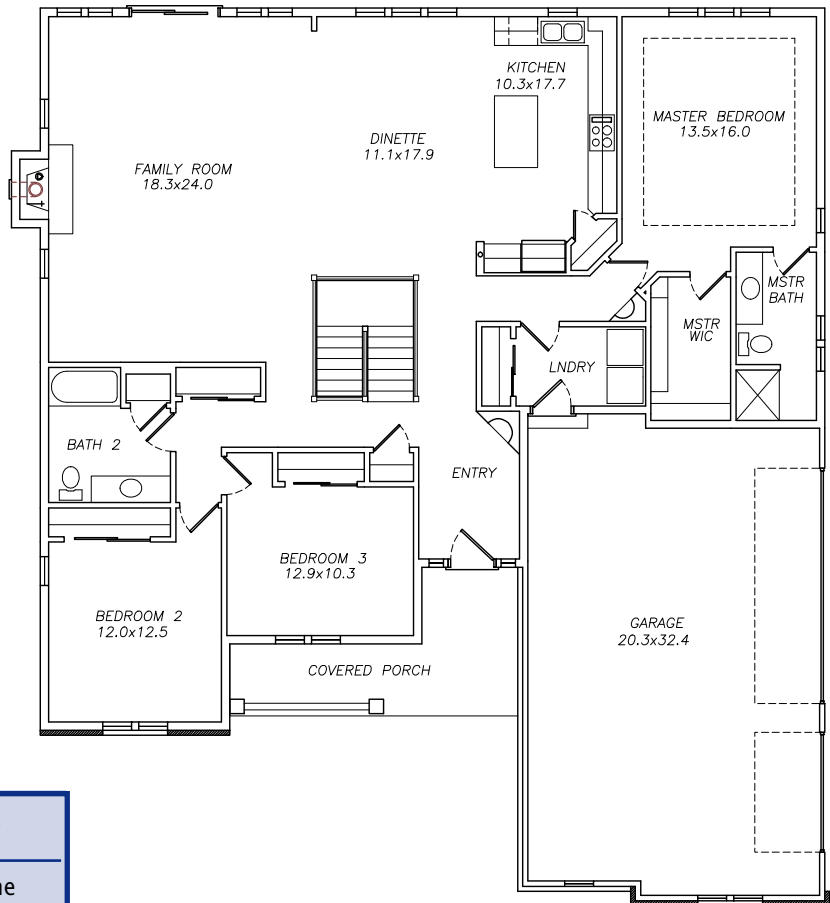 KITCHEN
10.3x17.7
MASTER BEDROOM
13.5x16.0
DINETTE
11.1x17.9
FAMILY ROOM
18.3x24.0
MSTR
BATH
MSTR
WIC
LNDRY
BATH 2
ENTRY
BEDROOM 3
12.9x10.3
BEDROOM 2
12.0x12.5
GARAGE
20.3x32.4
COVERED PORCH